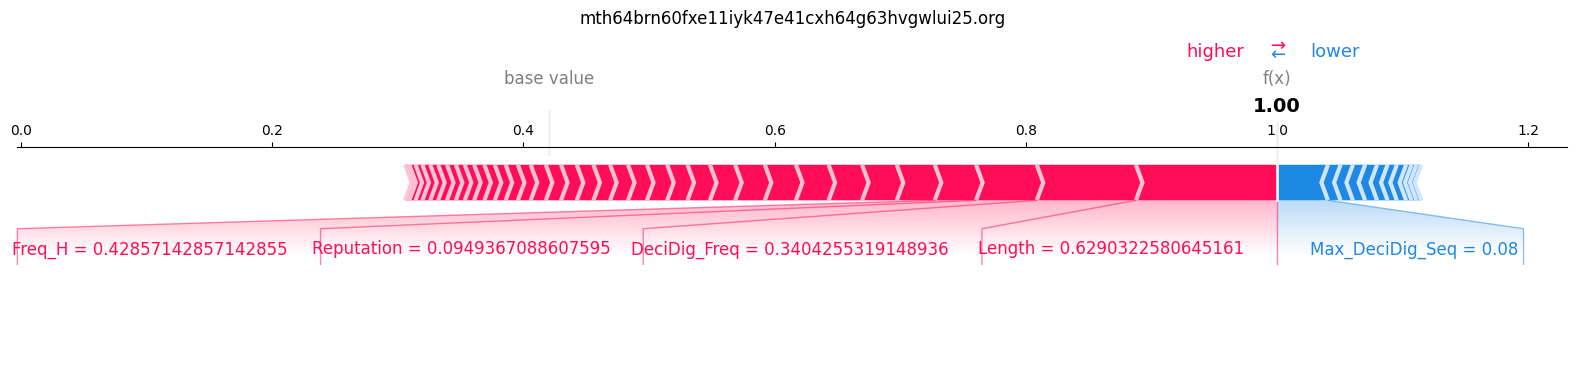 mth64brn60fxe11iyk47e41cxh64g63hvgwlui25.org
higher ⇄ lower
base value f(x)
1.00
0.0 0.2 0.4 0.6 0.8 1.0 1.2
Freq_H = 0.42857142857142855 Reputation = 0.0949367088607595 DeciDig_Freq = 0.3404255319148936 Length = 0.6290322580645161 Max_DeciDig_Seq = 0.08